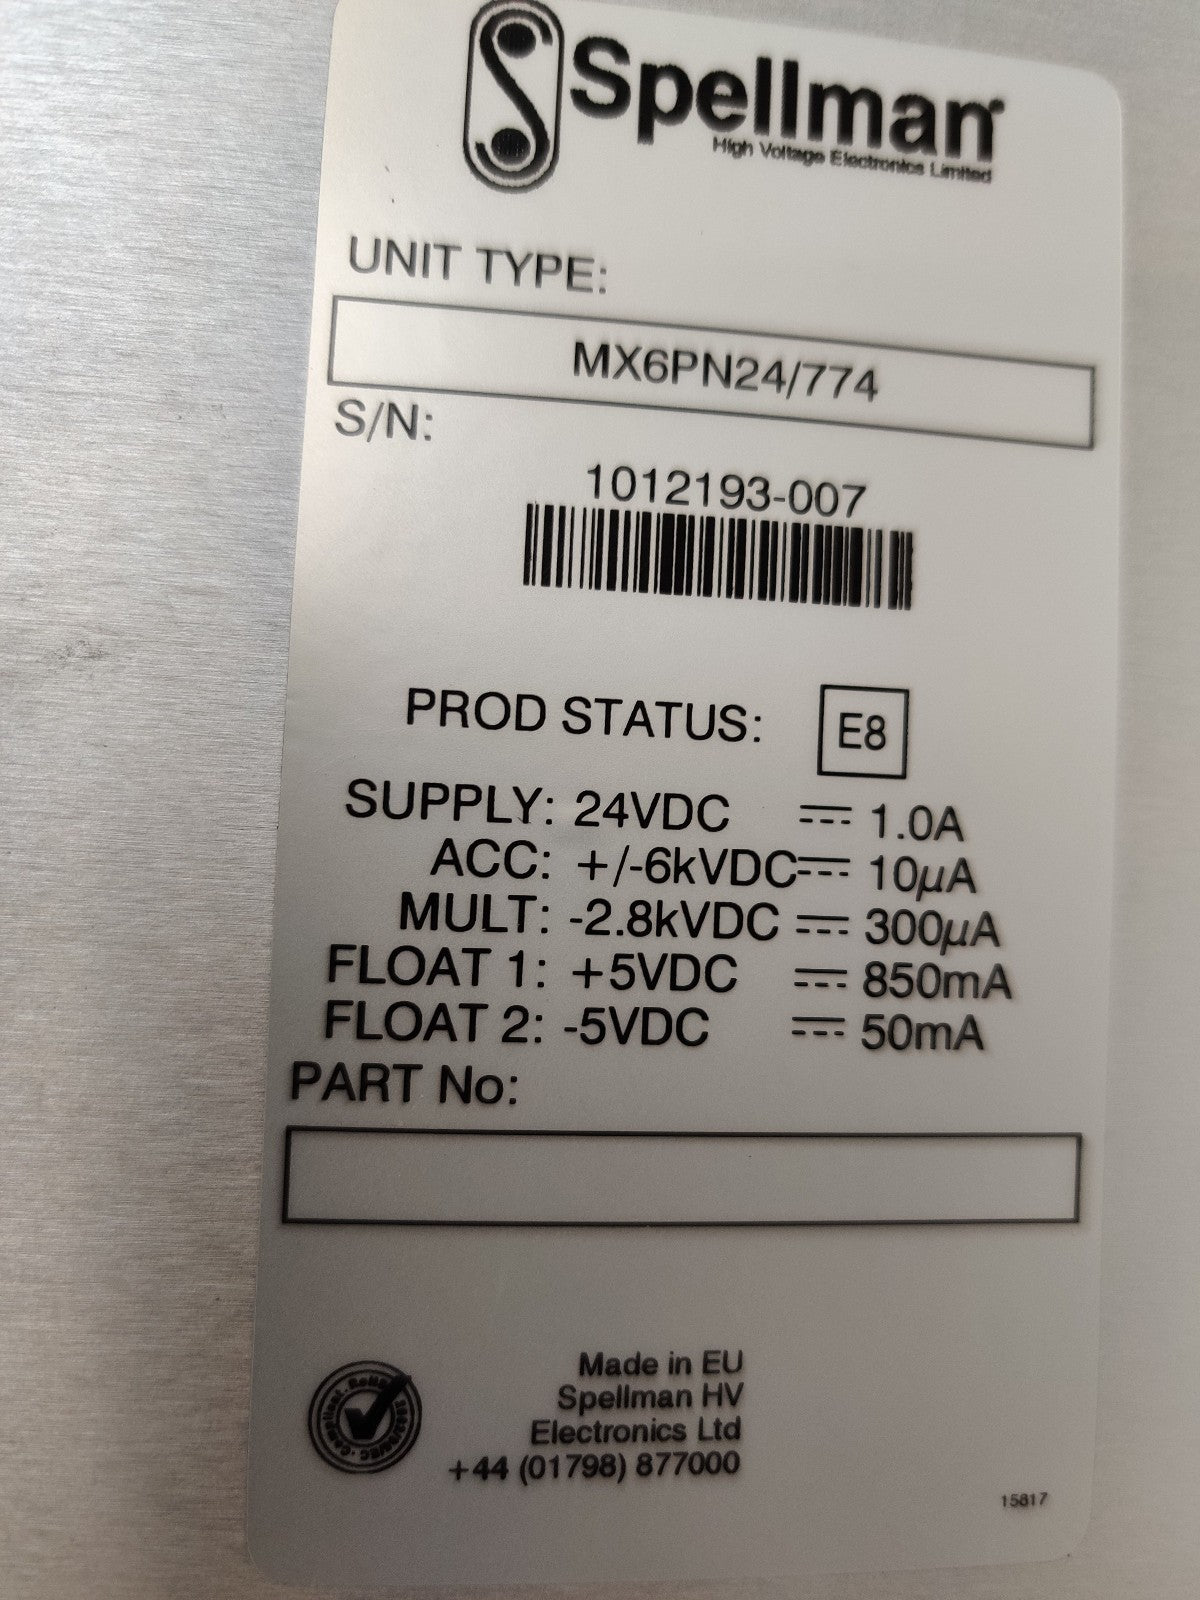 Spellman
High Voltage Electronics Limited
UNIT TYPE:
MX6PN24/774
S/N:
1012193-007
PROD STATUS: E8
SUPPLY: 24VDC 1.0A
ACC: +/-6kVDC 10µA
MULT: -2.8kVDC 300µA
FLOAT 1: +5VDC 850mA
FLOAT 2: -5VDC 50mA
PART No:
Made in EU
Spellman HV
Electronics Ltd
+44 (01798) 877000
15817